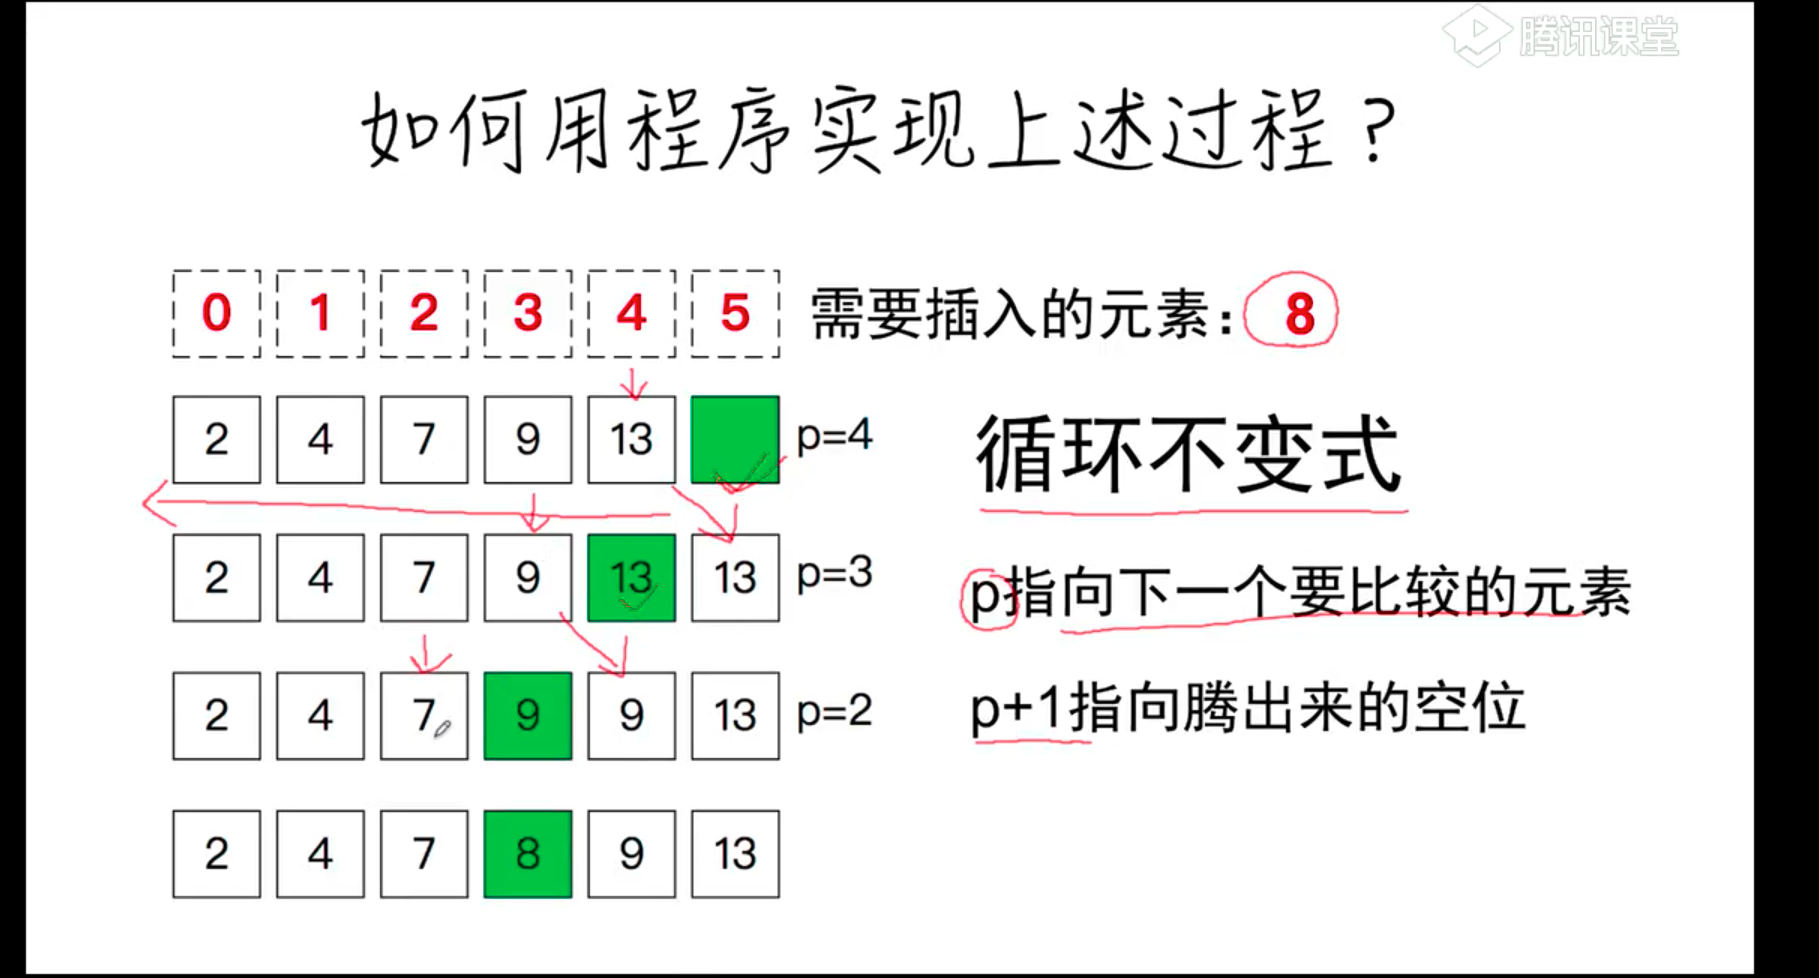 腾讯课堂
如何用程序实现上述过程?
0 1 2 3 4 5 需要插入的元素: 8
2 4 7 9 13 p=4
循环不变式
2 4 7 9 13 13 p=3
p指向下一个要比较的元素
2 4 7 9 9 13 p=2
p+1指向腾出来的空位
2 4 7 8 9 13